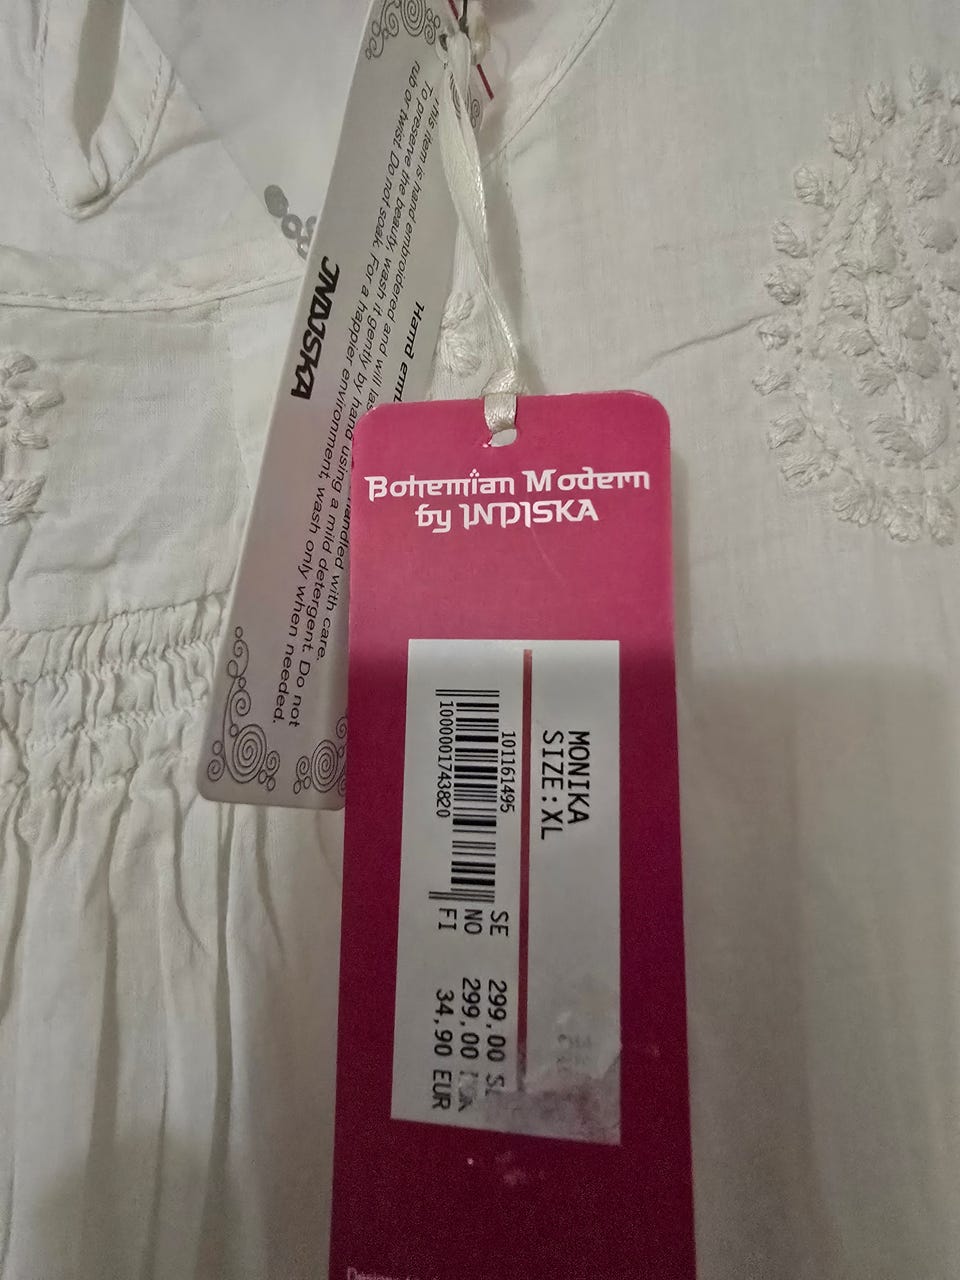 INDISKA
Hand
This item is hand embroidered and will
To preserve the beauty, wash it gently by hand using a mild detergent. Do not
rub or twist. Do not soak. For a happier environment, wash only when needed.
handled with care.
Bohemian Modern
by INDISKA
MONIKA
SIZE:XL
101161495
1000001743820
SE 299,00
NO 299,00
FI 34,90 EUR